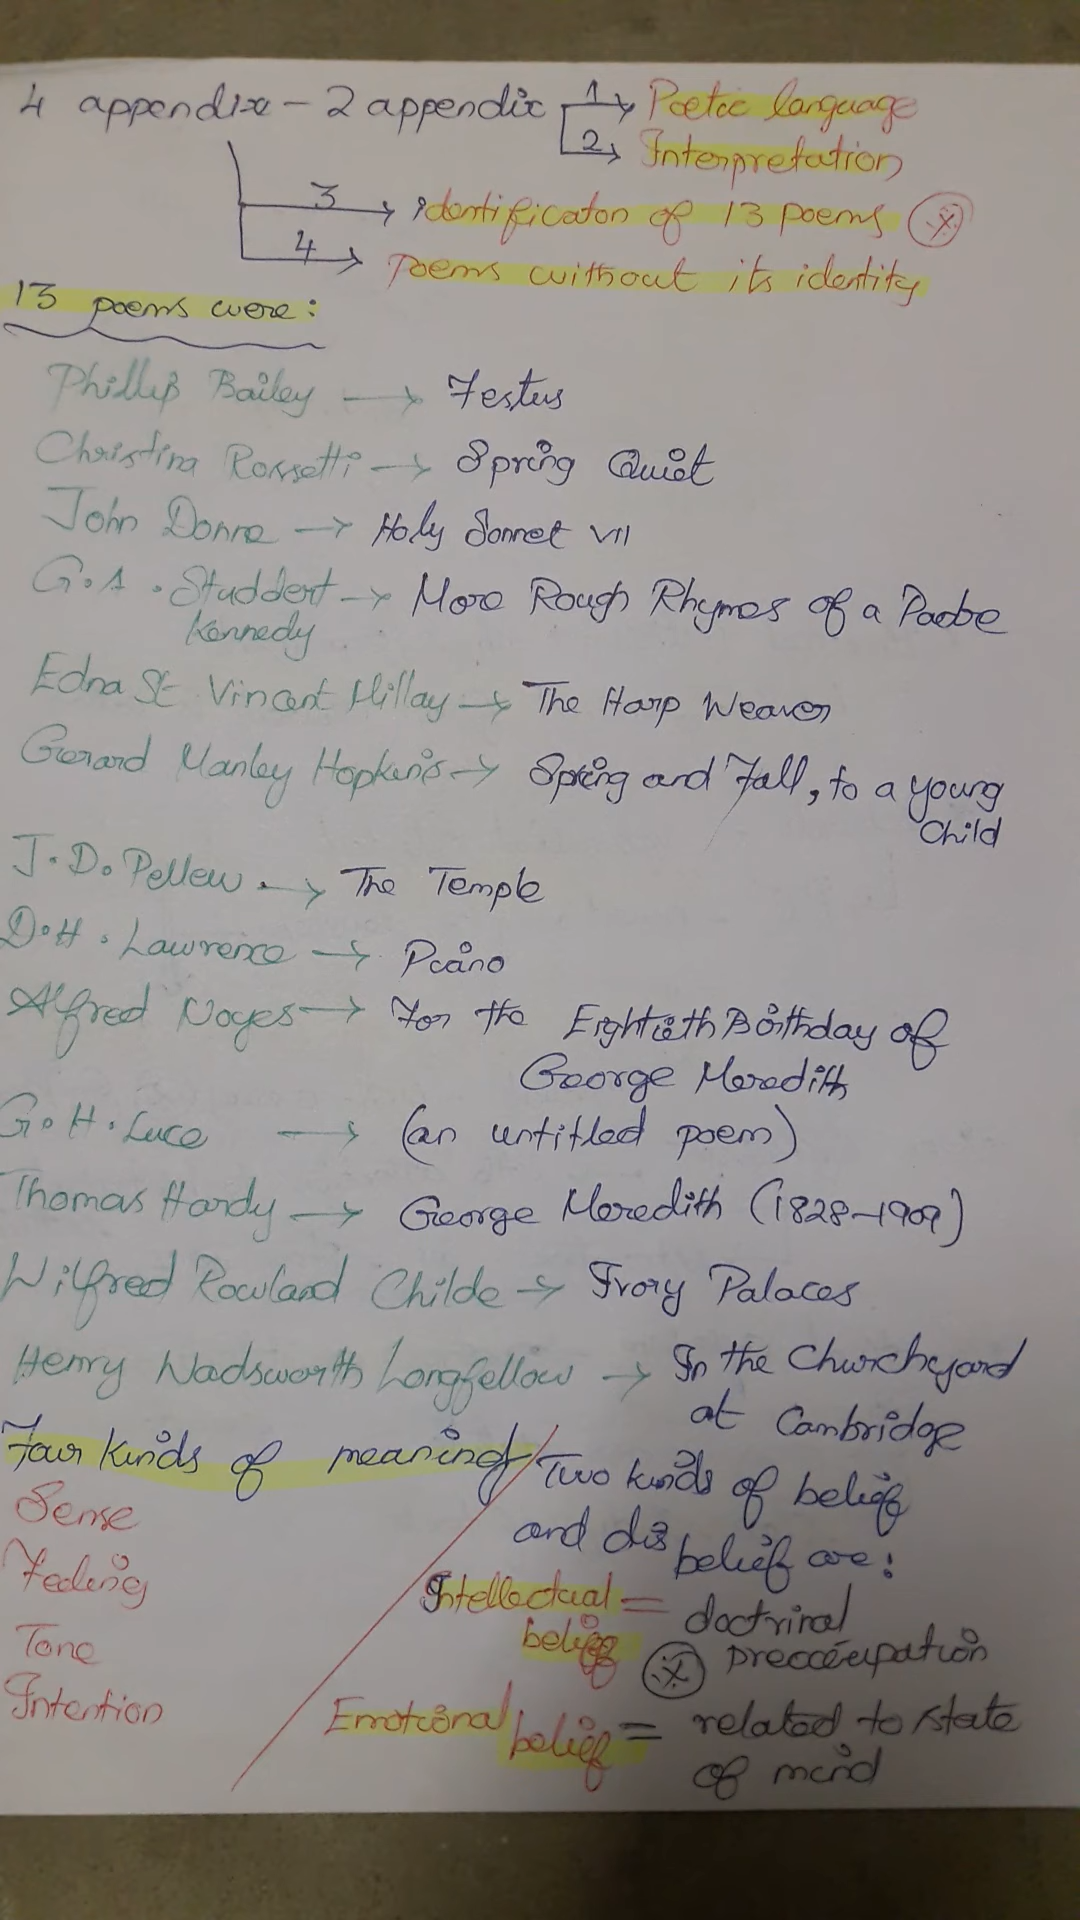 4 appendix - 2 appendix 1→ Poetic language
2→ Interpretation
3→ identificaton of 13 poems
4→ poems without its identity
13 poems were:
Phillip Bailey → Festus
Christina Rossetti → Spring Quiet
John Donne → Holy Sonnet VII
G.A. Studdert Kennedy → More Rough Rhymes of a Padre
Edna St Vincent Millay → The Harp Weaver
Gerard Manley Hopkins → Spring and Fall, to a young
Child
J.D. Pellew. → The Temple
D.H. Lawrence → Piano
Alfred Noyes → For the Eightieth Birthday of
George Meredith
G.H. Luce → (an untitled poem)
Thomas Hardy → George Meredith (1828-1909)
Wilfred Rowland Childe → Ivory Palaces
Henry Wadsworth Longfellow → In the Churchyard
at Cambridge
Four kinds of meaning
Sense
Feeling
Tone
Intention
Two kinds of belief
and dis belief are:
Intellectual belief = doctrinal
preoccupation
Emotional belief = related to state
of mind